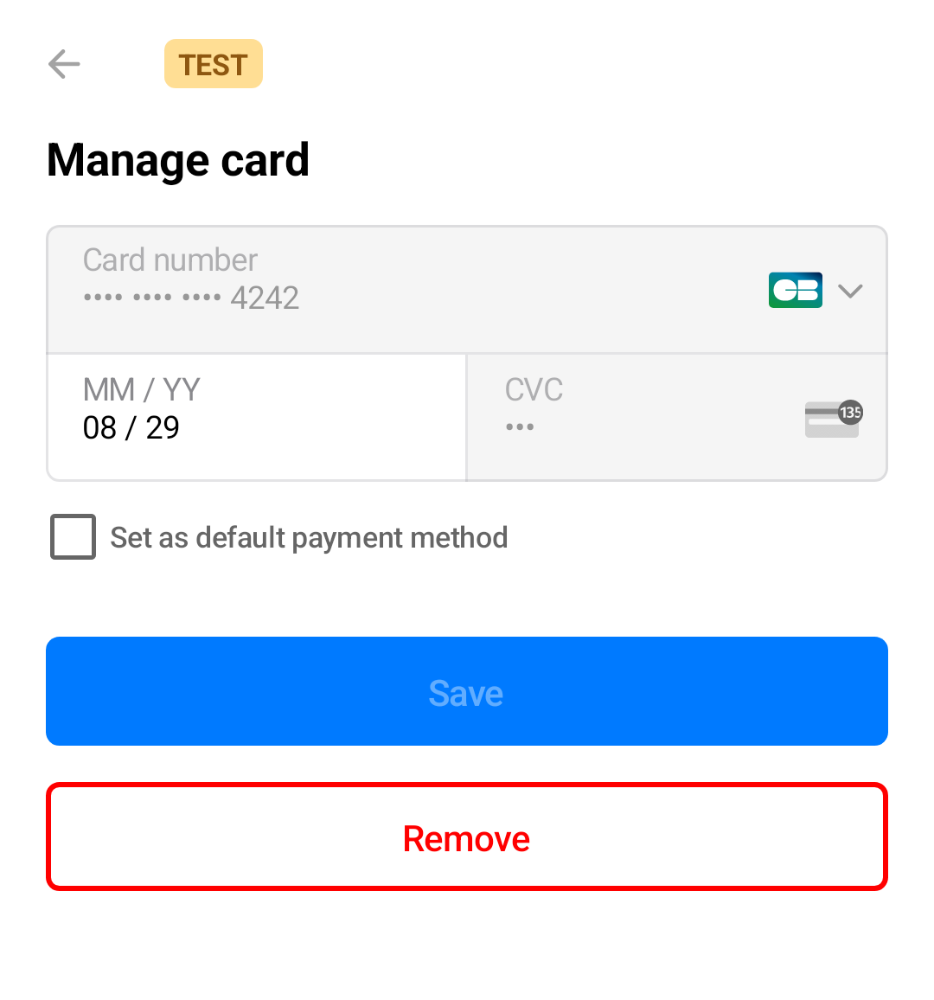 TEST
Manage card
Card number
•••• •••• •••• 4242
CB
MM / YY
08 / 29
CVC
•••
135
Set as default payment method
Save
Remove